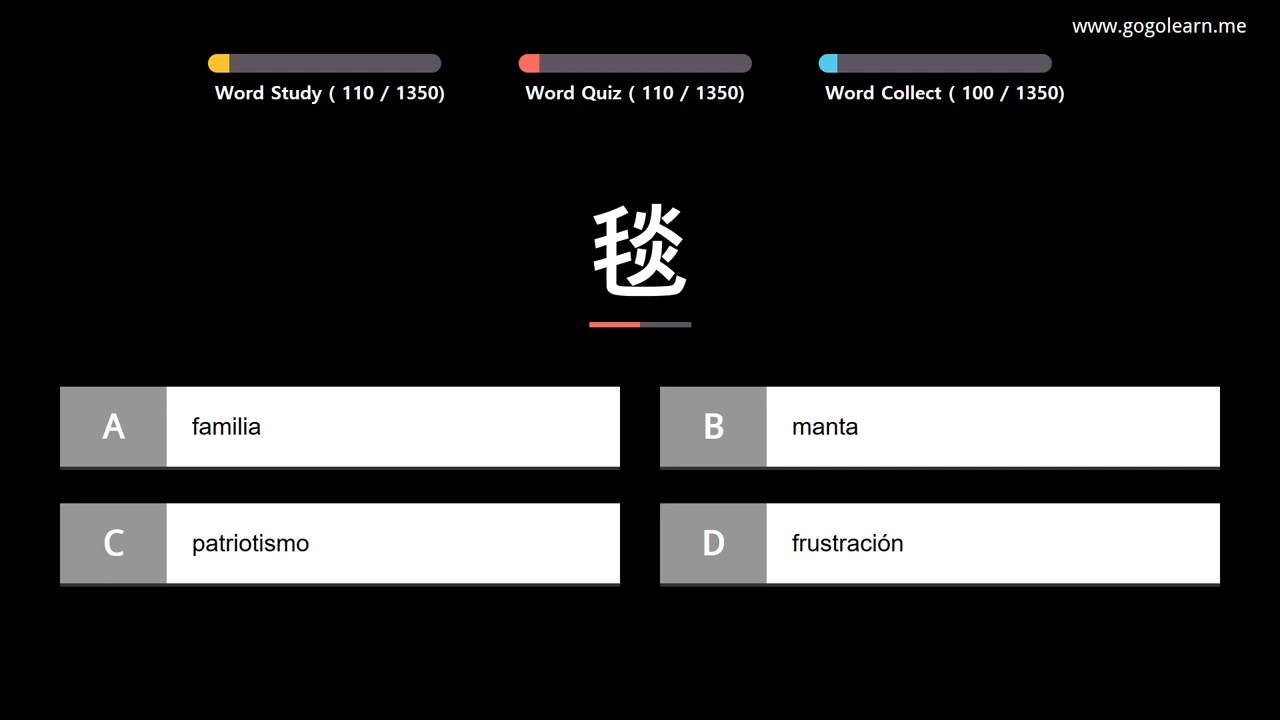 www.gogolearn.me
Word Study ( 110 / 1350)
Word Quiz ( 110 / 1350)
Word Collect ( 100 / 1350)
毯
A familia
B manta
C patriotismo
D frustración